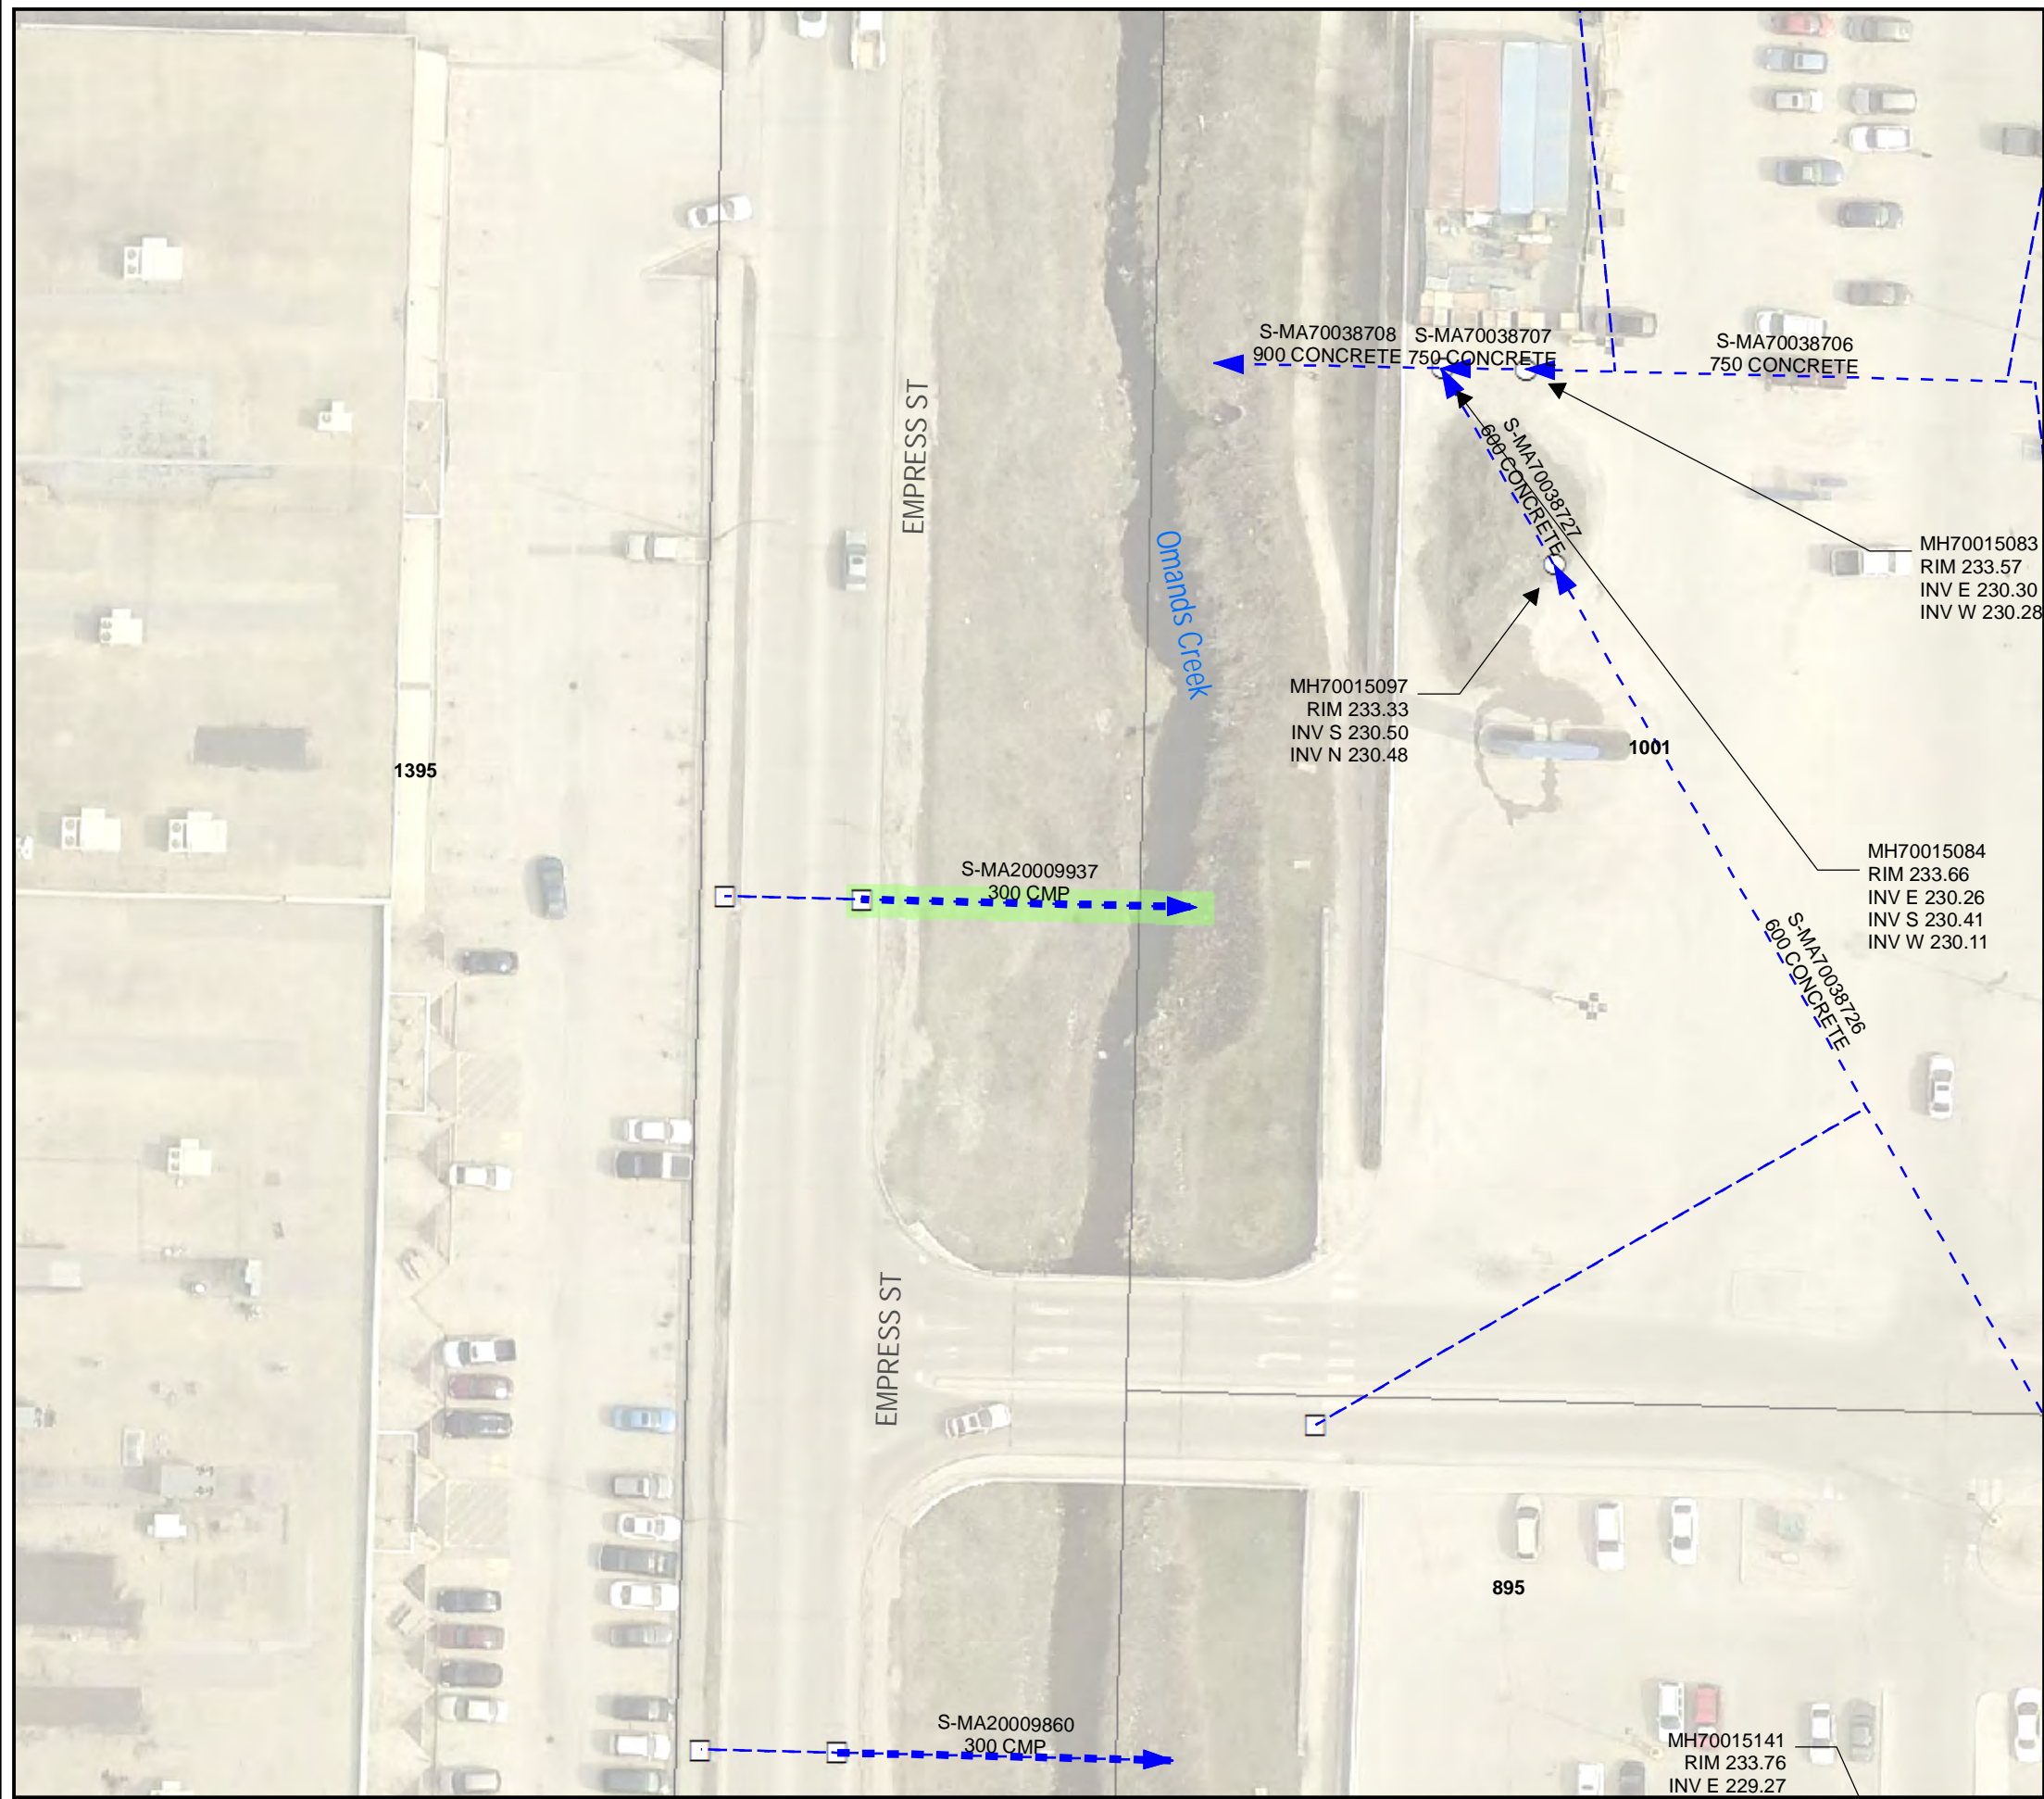 S-MA70038708
900 CONCRETE
S-MA70038707
750 CONCRETE
S-MA70038706
750 CONCRETE
EMPRESS ST
S-MA70038727
600 CONCRETE
Omands Creek
MH70015083
RIM 233.57
INV E 230.30
INV W 230.28
MH70015097
RIM 233.33
INV S 230.50
INV N 230.48
1001
1395
MH70015084
RIM 233.66
INV E 230.26
INV S 230.41
INV W 230.11
S-MA20009937
300 CMP
S-MA70038726
600 CONCRETE
EMPRESS ST
895
S-MA20009860
300 CMP
MH70015141
RIM 233.76
INV E 229.27